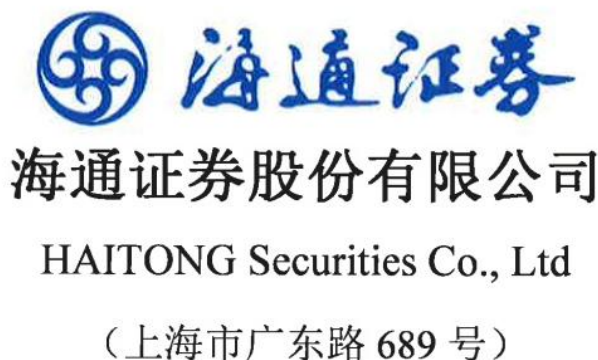 海通证券
海通证券股份有限公司
HAITONG Securities Co., Ltd
（上海市广东路 689 号）